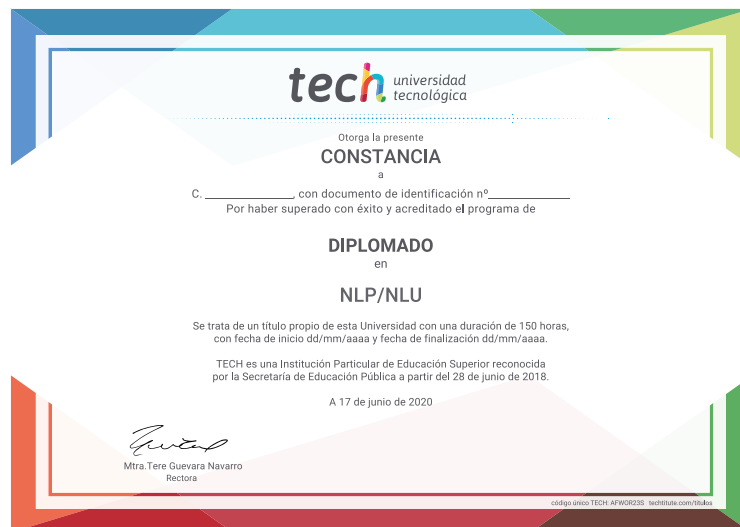 tech universidad
tecnológica
Otorga la presente
CONSTANCIA
a
C. ______________, con documento de identificación nº______________
Por haber superado con éxito y acreditado el programa de
DIPLOMADO
en
NLP/NLU
Se trata de un título propio de esta Universidad con una duración de 150 horas,
con fecha de inicio dd/mm/aaaa y fecha de finalización dd/mm/aaaa.
TECH es una Institución Particular de Educación Superior reconocida
por la Secretaría de Educación Pública a partir del 28 de junio de 2018.
A 17 de junio de 2020
Mtra.Tere Guevara Navarro
Rectora
código único TECH: AFWOR23S techtitute.com/titulos